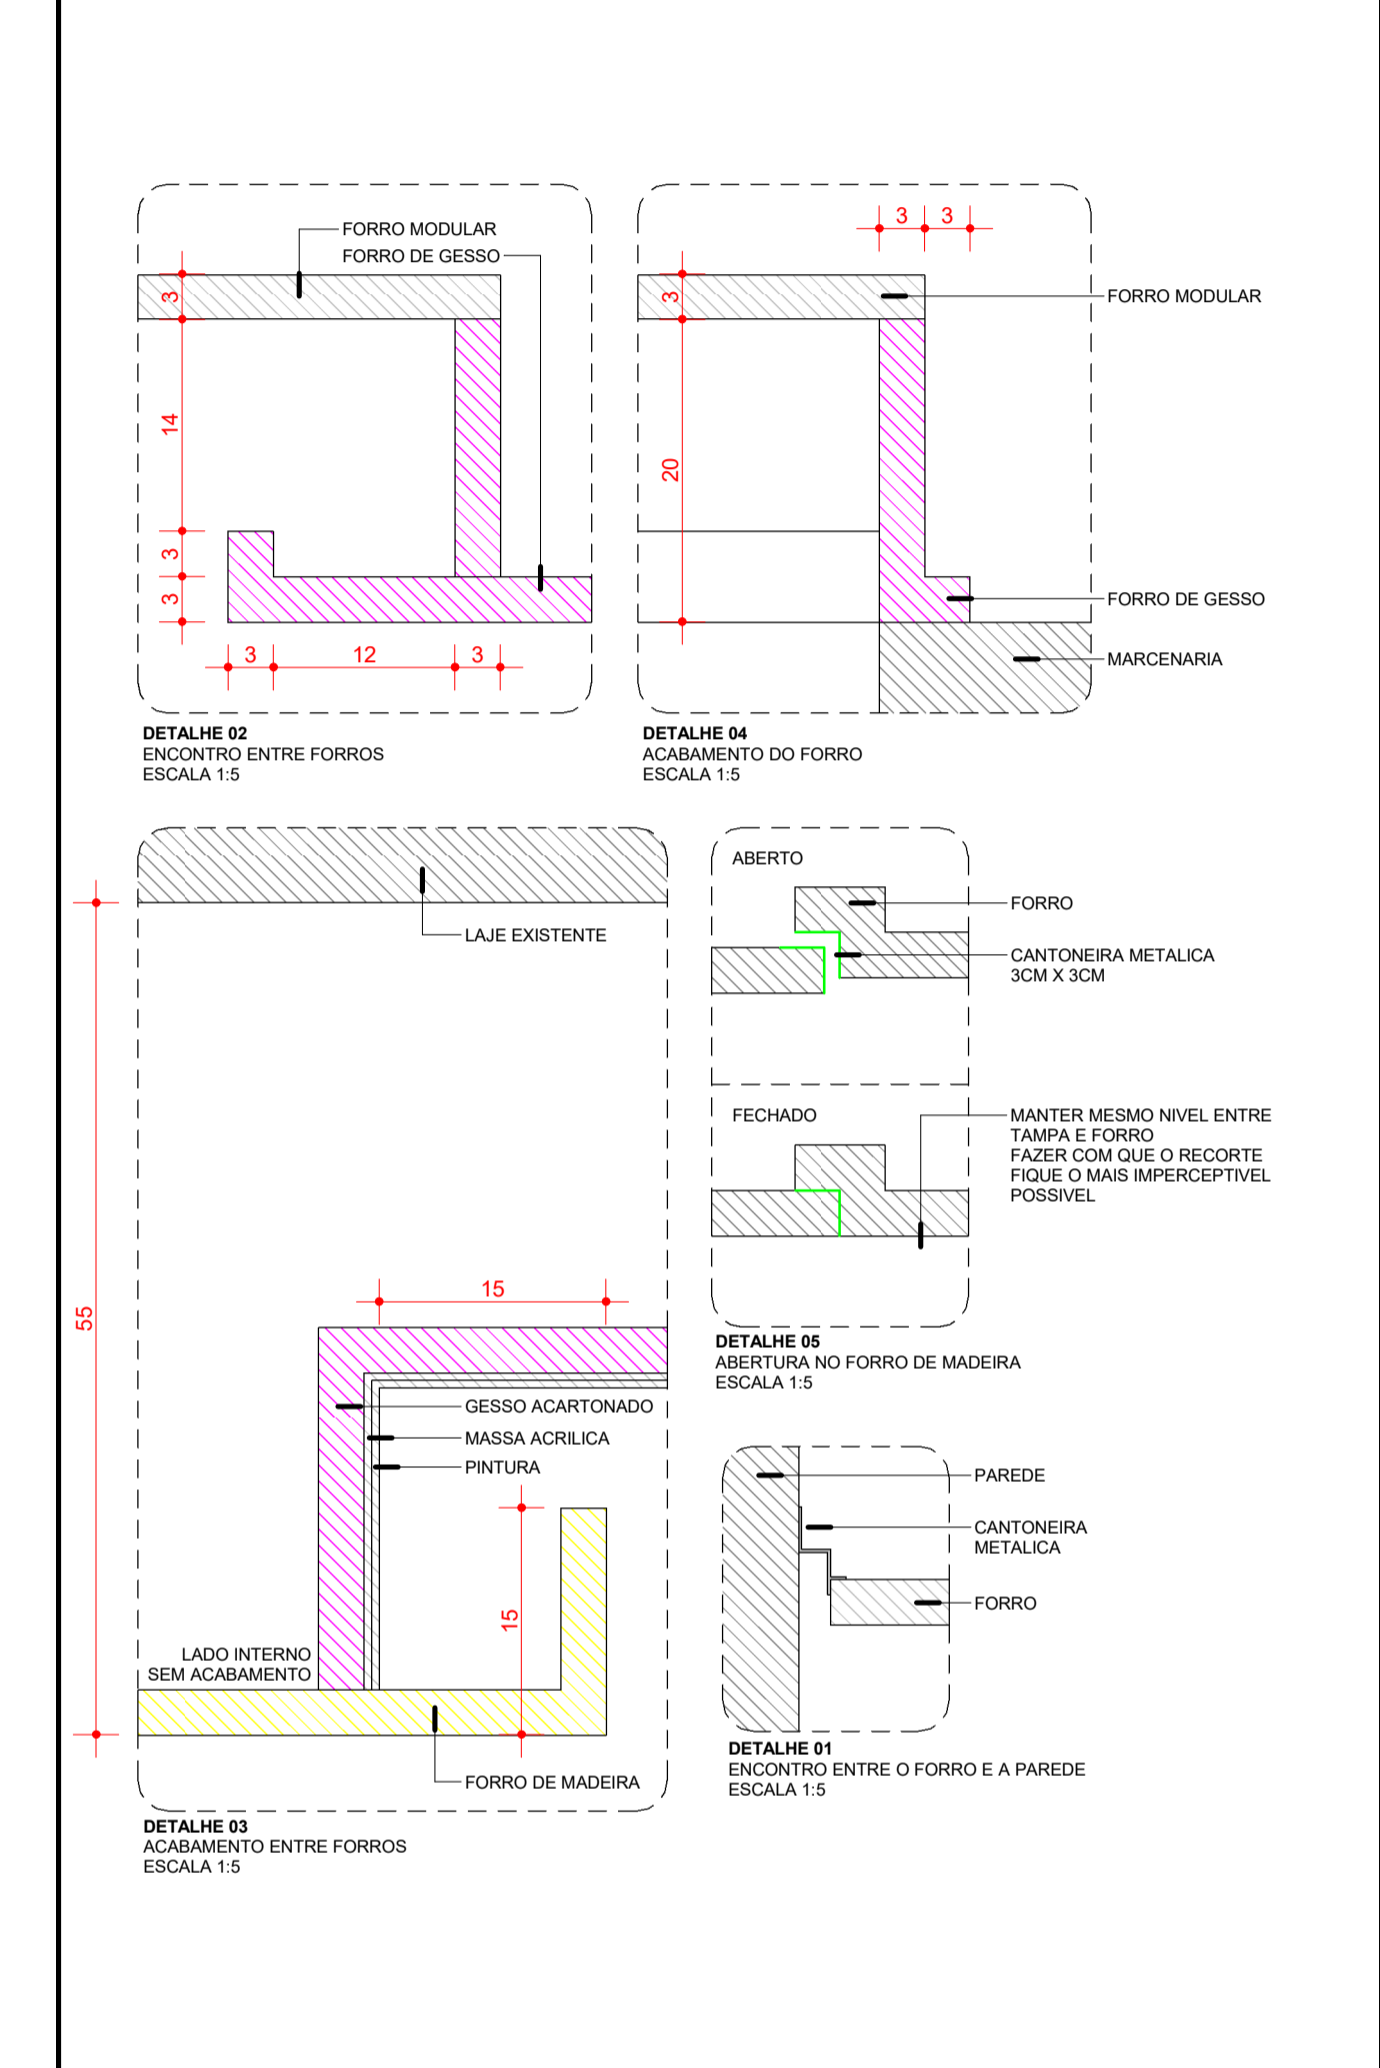 FORRO MODULAR
FORRO DE GESSO
3
14
3
3
3
12
3
DETALHE 02
ENCONTRO ENTRE FORROS
ESCALA 1:5
3
3
3
20
FORRO MODULAR
FORRO DE GESSO
MARCENARIA
DETALHE 04
ACABAMENTO DO FORRO
ESCALA 1:5
LAJE EXISTENTE
55
15
GESSO ACARTONADO
MASSA ACRILICA
PINTURA
15
LADO INTERNO
SEM ACABAMENTO
FORRO DE MADEIRA
DETALHE 03
ACABAMENTO ENTRE FORROS
ESCALA 1:5
ABERTO
FORRO
CANTONEIRA METALICA
3CM X 3CM
FECHADO
MANTER MESMO NIVEL ENTRE
TAMPA E FORRO
FAZER COM QUE O RECORTE
FIQUE O MAIS IMPERCEPTIVEL
POSSIVEL
DETALHE 05
ABERTURA NO FORRO DE MADEIRA
ESCALA 1:5
PAREDE
CANTONEIRA
METALICA
FORRO
DETALHE 01
ENCONTRO ENTRE O FORRO E A PAREDE
ESCALA 1:5